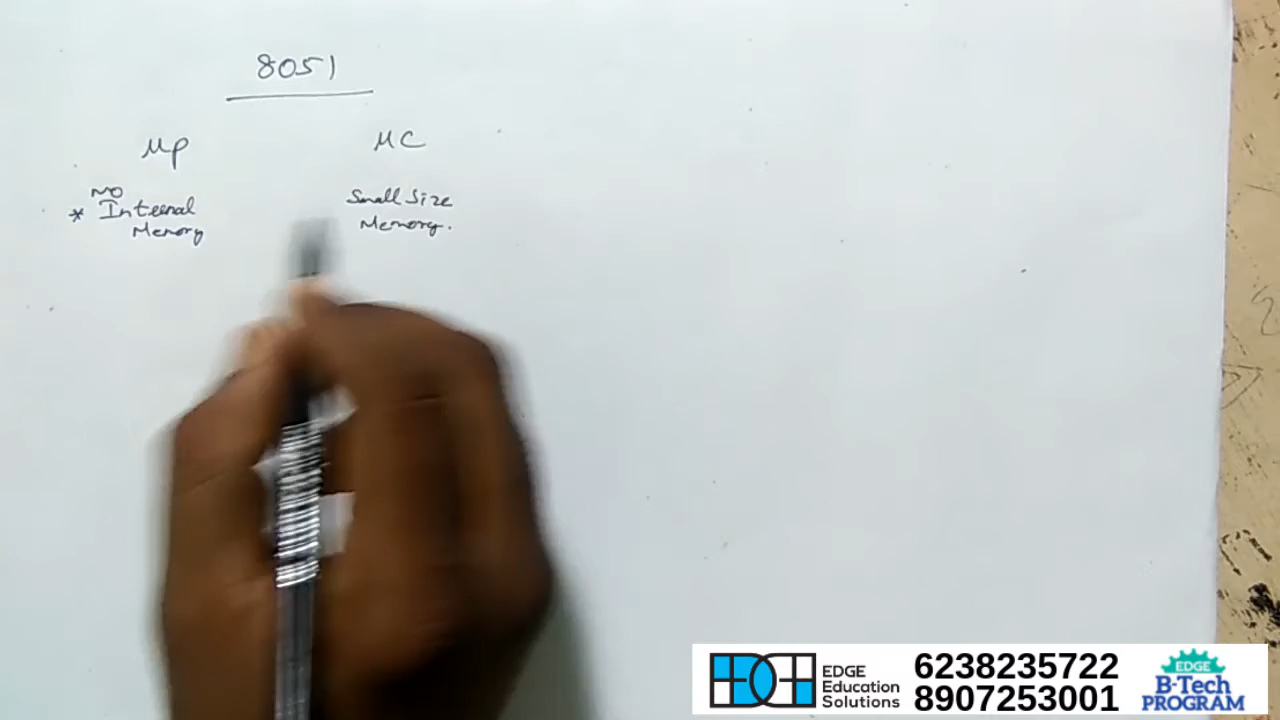 8051
μp
μC
No
* Internal
Memory
Small Size
Memory.
EDGE
Education
Solutions
6238235722
8907253001
EDGE
B-Tech
PROGRAM